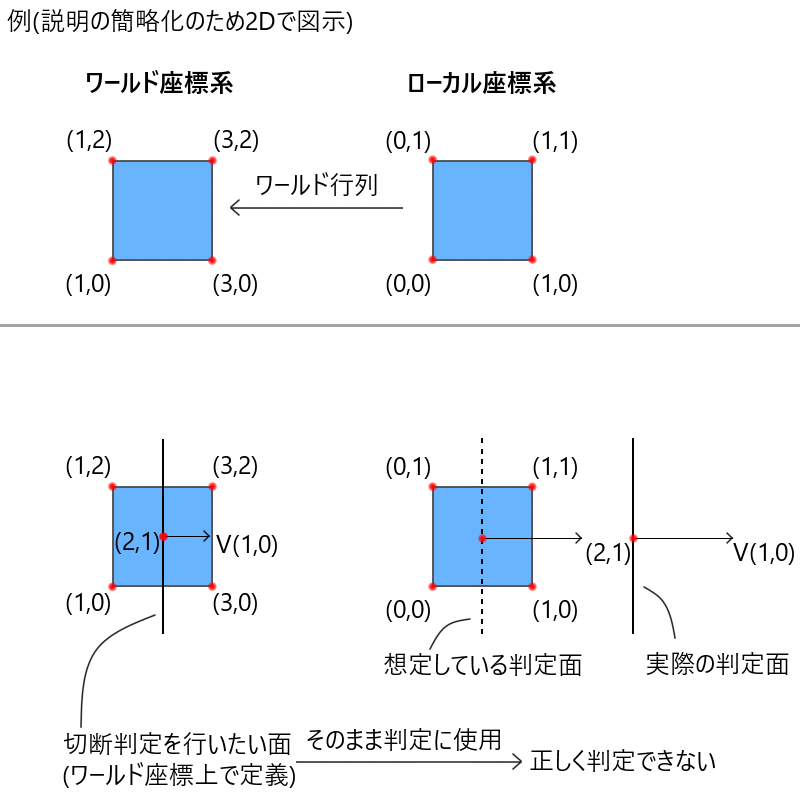 例(説明の簡略化のため2Dで図示)
ワールド座標系
ローカル座標系
(1,2)
(3,2)
(0,1)
(1,1)
ワールド行列
(1,0)
(3,0)
(0,0)
(1,0)
(1,2)
(3,2)
(0,1)
(1,1)
(2,1)
V(1,0)
(2,1)
V(1,0)
(1,0)
(3,0)
(0,0)
(1,0)
想定している判定面
実際の判定面
切断判定を行いたい面
(ワールド座標上で定義)
そのまま判定に使用
正しく判定できない